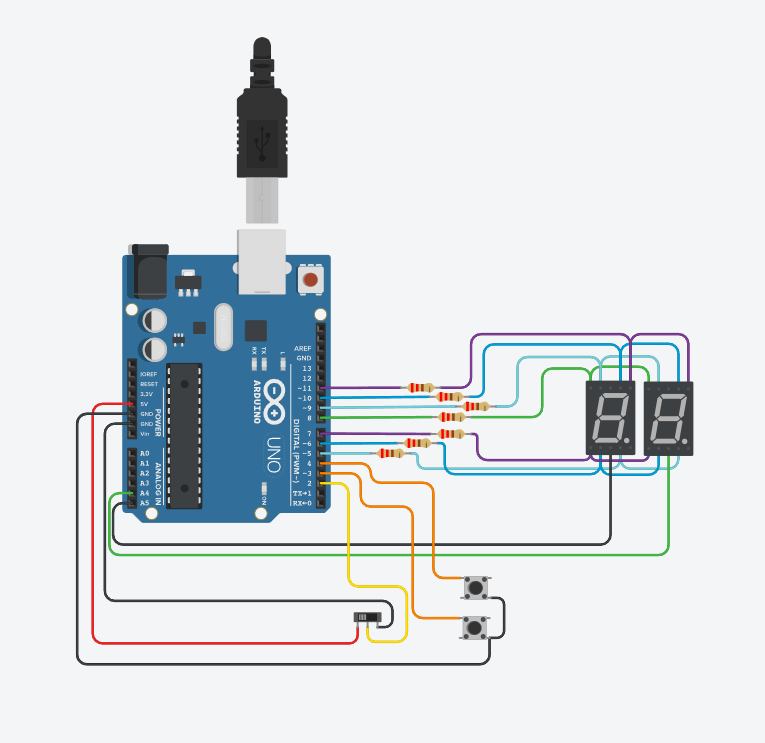 AREF
GND
13
12
~11
~10
~9
8
7
~6
~5
4
~3
2
TX→1
RX←0
DIGITAL (PWM~)
IOREF
RESET
3.3V
5V
GND
GND
Vin
POWER
A0
A1
A2
A3
A4
A5
ANALOG IN
RX
TX
L
ARDUINO
UNO
ON